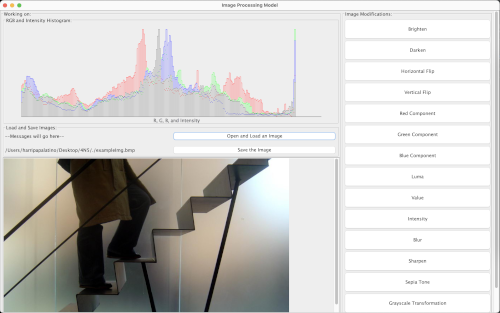 Image Processing Model
Working on:
RGB and Intensity Histogram:
R, G, B, and Intensity
Load and Save Images:
---Messages will go here---
Open and Load an Image
/Users/harripapalatino/Desktop/4N5/./exampleImg.bmp
Save the Image
Image Modifications:
Brighten
Darken
Horizontal Flip
Vertical Flip
Red Component
Green Component
Blue Component
Luma
Value
Intensity
Blur
Sharpen
Sepia Tone
Grayscale Transformation